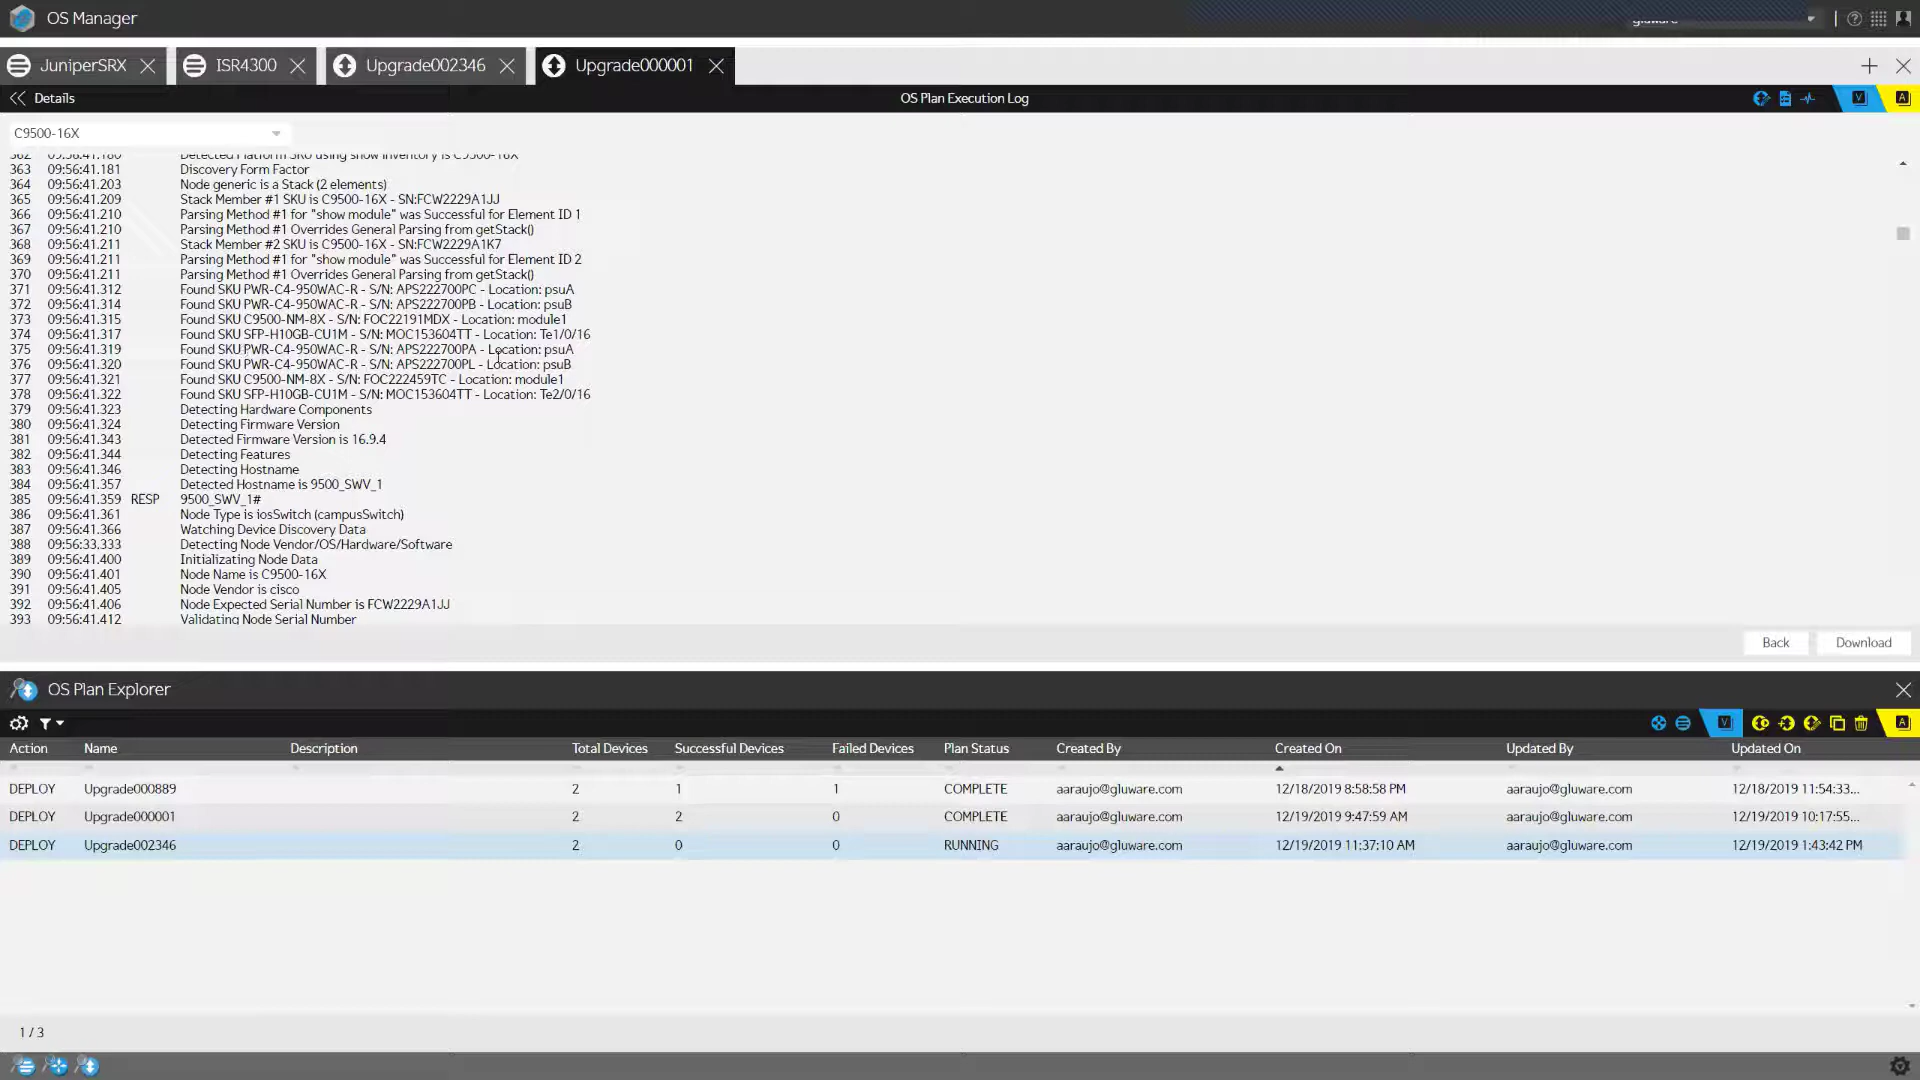 OS Manager
gluware
JuniperSRX
ISR4300
Upgrade002346
Upgrade000001
Details
OS Plan Execution Log
V
A
C9500-16X
362 09:56:41.180 Detected Platform SKU using show inventory is C9500-16X
363 09:56:41.181 Discovery Form Factor
364 09:56:41.203 Node generic is a Stack (2 elements)
365 09:56:41.209 Stack Member #1 SKU is C9500-16X - SN:FCW2229A1JJ
366 09:56:41.210 Parsing Method #1 for "show module" was Successful for Element ID 1
367 09:56:41.210 Parsing Method #1 Overrides General Parsing from getStack()
368 09:56:41.211 Stack Member #2 SKU is C9500-16X - SN:FCW2229A1K7
369 09:56:41.211 Parsing Method #1 for "show module" was Successful for Element ID 2
370 09:56:41.211 Parsing Method #1 Overrides General Parsing from getStack()
371 09:56:41.312 Found SKU PWR-C4-950WAC-R - S/N: APS222700PC - Location: psuA
372 09:56:41.314 Found SKU PWR-C4-950WAC-R - S/N: APS222700PB - Location: psuB
373 09:56:41.315 Found SKU C9500-NM-8X - S/N: FOC22191MDX - Location: module1
374 09:56:41.317 Found SKU SFP-H10GB-CU1M - S/N: MOC153604TT - Location: Te1/0/16
375 09:56:41.319 Found SKU PWR-C4-950WAC-R - S/N: APS222700PA - Location: psuA
376 09:56:41.320 Found SKU PWR-C4-950WAC-R - S/N: APS222700PL - Location: psuB
377 09:56:41.321 Found SKU C9500-NM-8X - S/N: FOC222459TC - Location: module1
378 09:56:41.322 Found SKU SFP-H10GB-CU1M - S/N: MOC153604TT - Location: Te2/0/16
379 09:56:41.323 Detecting Hardware Components
380 09:56:41.324 Detecting Firmware Version
381 09:56:41.343 Detected Firmware Version is 16.9.4
382 09:56:41.344 Detecting Features
383 09:56:41.346 Detecting Hostname
384 09:56:41.357 Detected Hostname is 9500_SWV_1
385 09:56:41.359 RESP 9500_SWV_1#
386 09:56:41.361 Node Type is iosSwitch (campusSwitch)
387 09:56:41.366 Watching Device Discovery Data
388 09:56:33.333 Detecting Node Vendor/OS/Hardware/Software
389 09:56:41.400 Initializating Node Data
390 09:56:41.401 Node Name is C9500-16X
391 09:56:41.405 Node Vendor is cisco
392 09:56:41.406 Node Expected Serial Number is FCW2229A1JJ
393 09:56:41.412 Validating Node Serial Number
Back
Download
OS Plan Explorer
V
A
Action Name Description Total Devices Successful Devices Failed Devices Plan Status Created By Created On Updated By Updated On
DEPLOY Upgrade000889 2 1 1 COMPLETE aaraujo@gluware.com 12/18/2019 8:58:58 PM aaraujo@gluware.com 12/18/2019 11:54:33...
DEPLOY Upgrade000001 2 2 0 COMPLETE aaraujo@gluware.com 12/19/2019 9:47:59 AM aaraujo@gluware.com 12/19/2019 10:17:55...
DEPLOY Upgrade002346 2 0 0 RUNNING aaraujo@gluware.com 12/19/2019 11:37:10 AM aaraujo@gluware.com 12/19/2019 1:43:42 PM
1 / 3